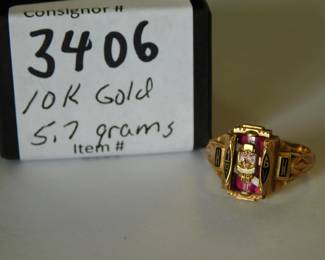 Consignor #
3406
10K Gold
5.7 grams
Item #